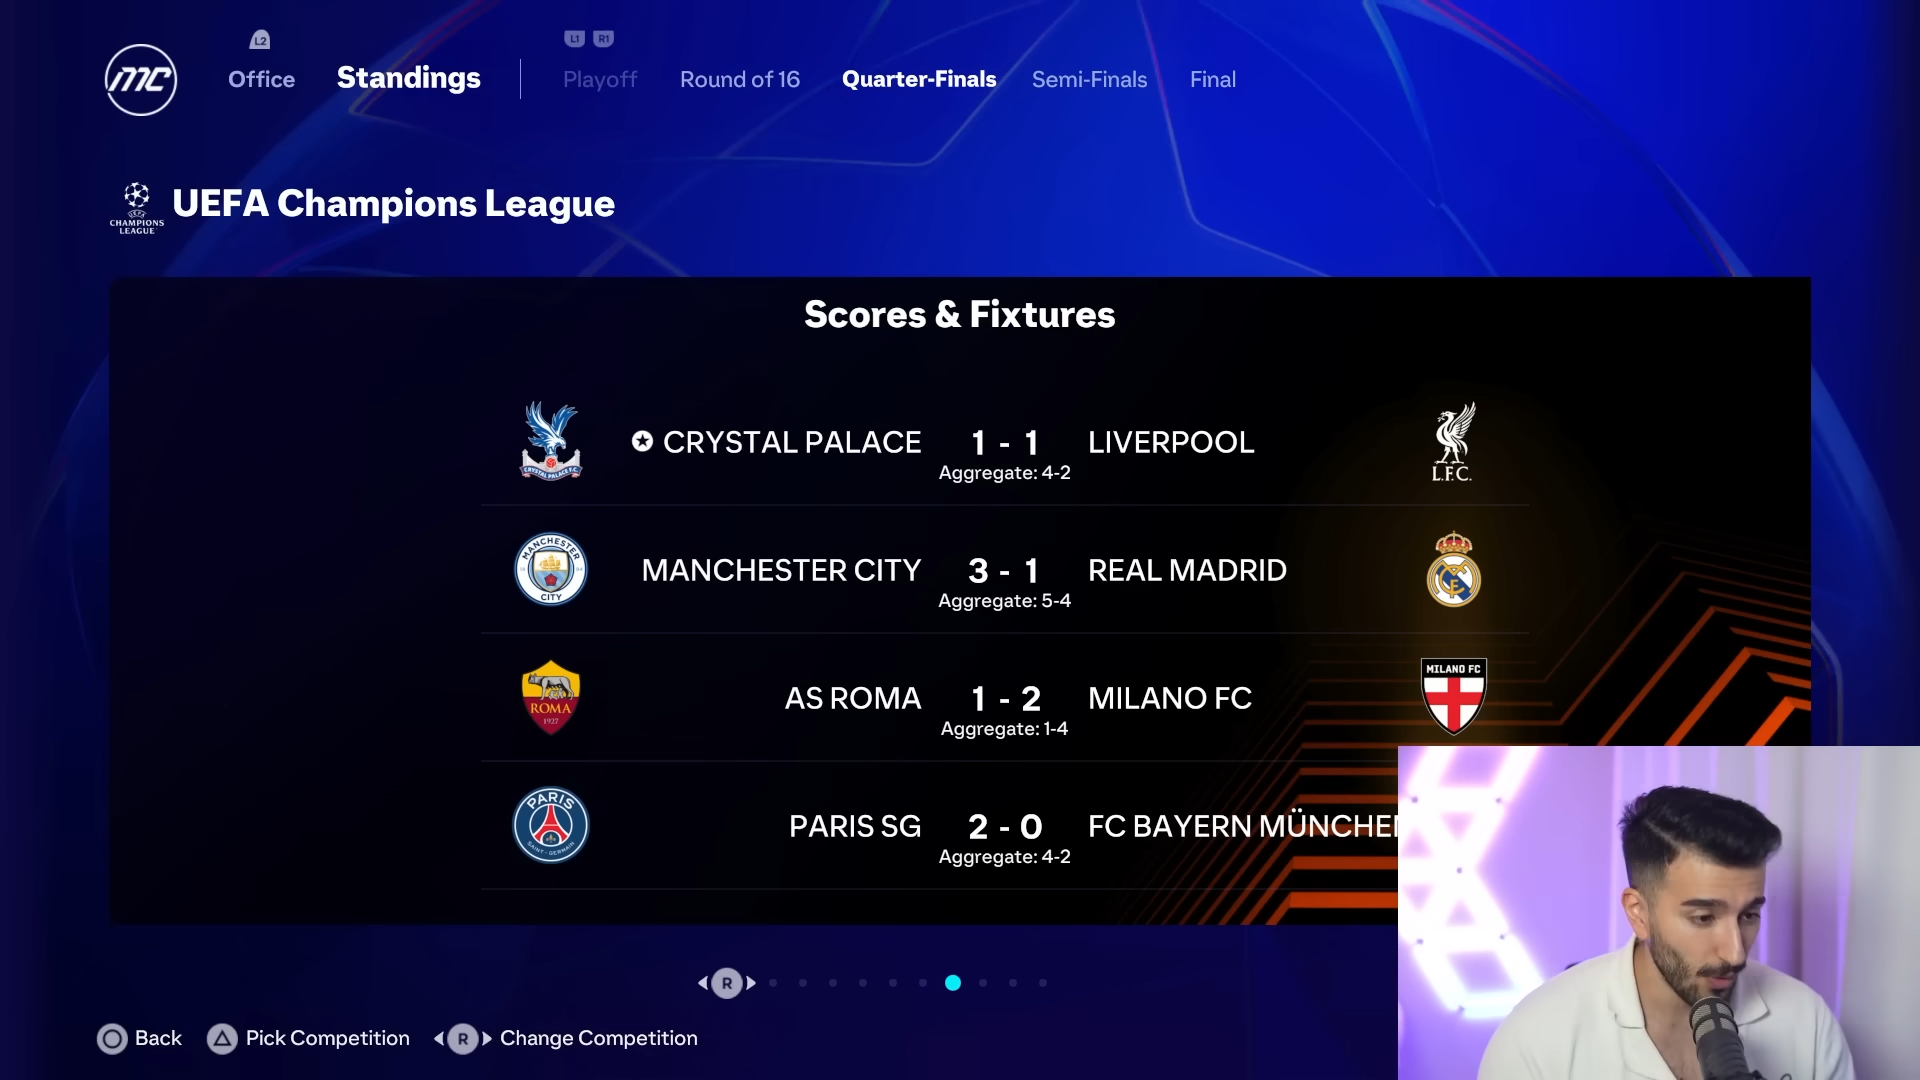 L2
L1 R1
MC Office Standings Playoff Round of 16 Quarter-Finals Semi-Finals Final
UEFA
CHAMPIONS
LEAGUE
UEFA Champions League
Scores & Fixtures
CRYSTAL PALACE F.C.
CRYSTAL PALACE 1 - 1 LIVERPOOL
Aggregate: 4-2
L.F.C.
MANCHESTER
CITY
MANCHESTER CITY 3 - 1 REAL MADRID
Aggregate: 5-4
ROMA
1927
AS ROMA 1 - 2 MILANO FC
Aggregate: 1-4
MILANO FC
PARIS
SAINT-GERMAIN
PARIS SG 2 - 0 FC BAYERN MÜNCHEN
Aggregate: 4-2
R
Back Pick Competition R Change Competition